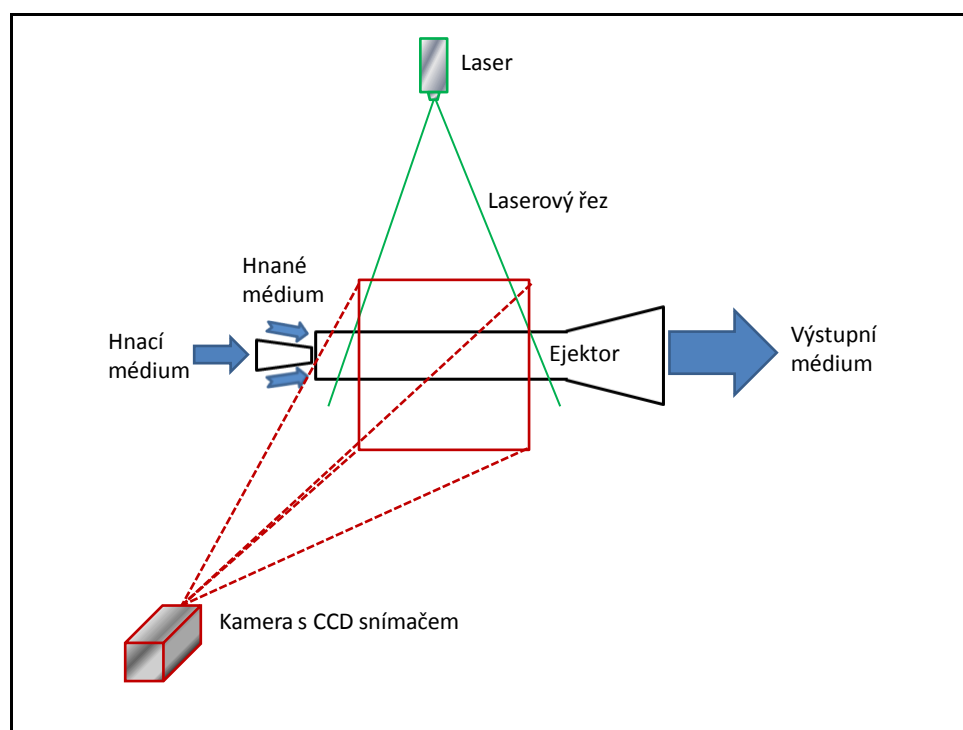 Laser
Laserový řez
Hnané
médium
Hnací
médium
Ejektor
Výstupní
médium
Kamera s CCD snímačem